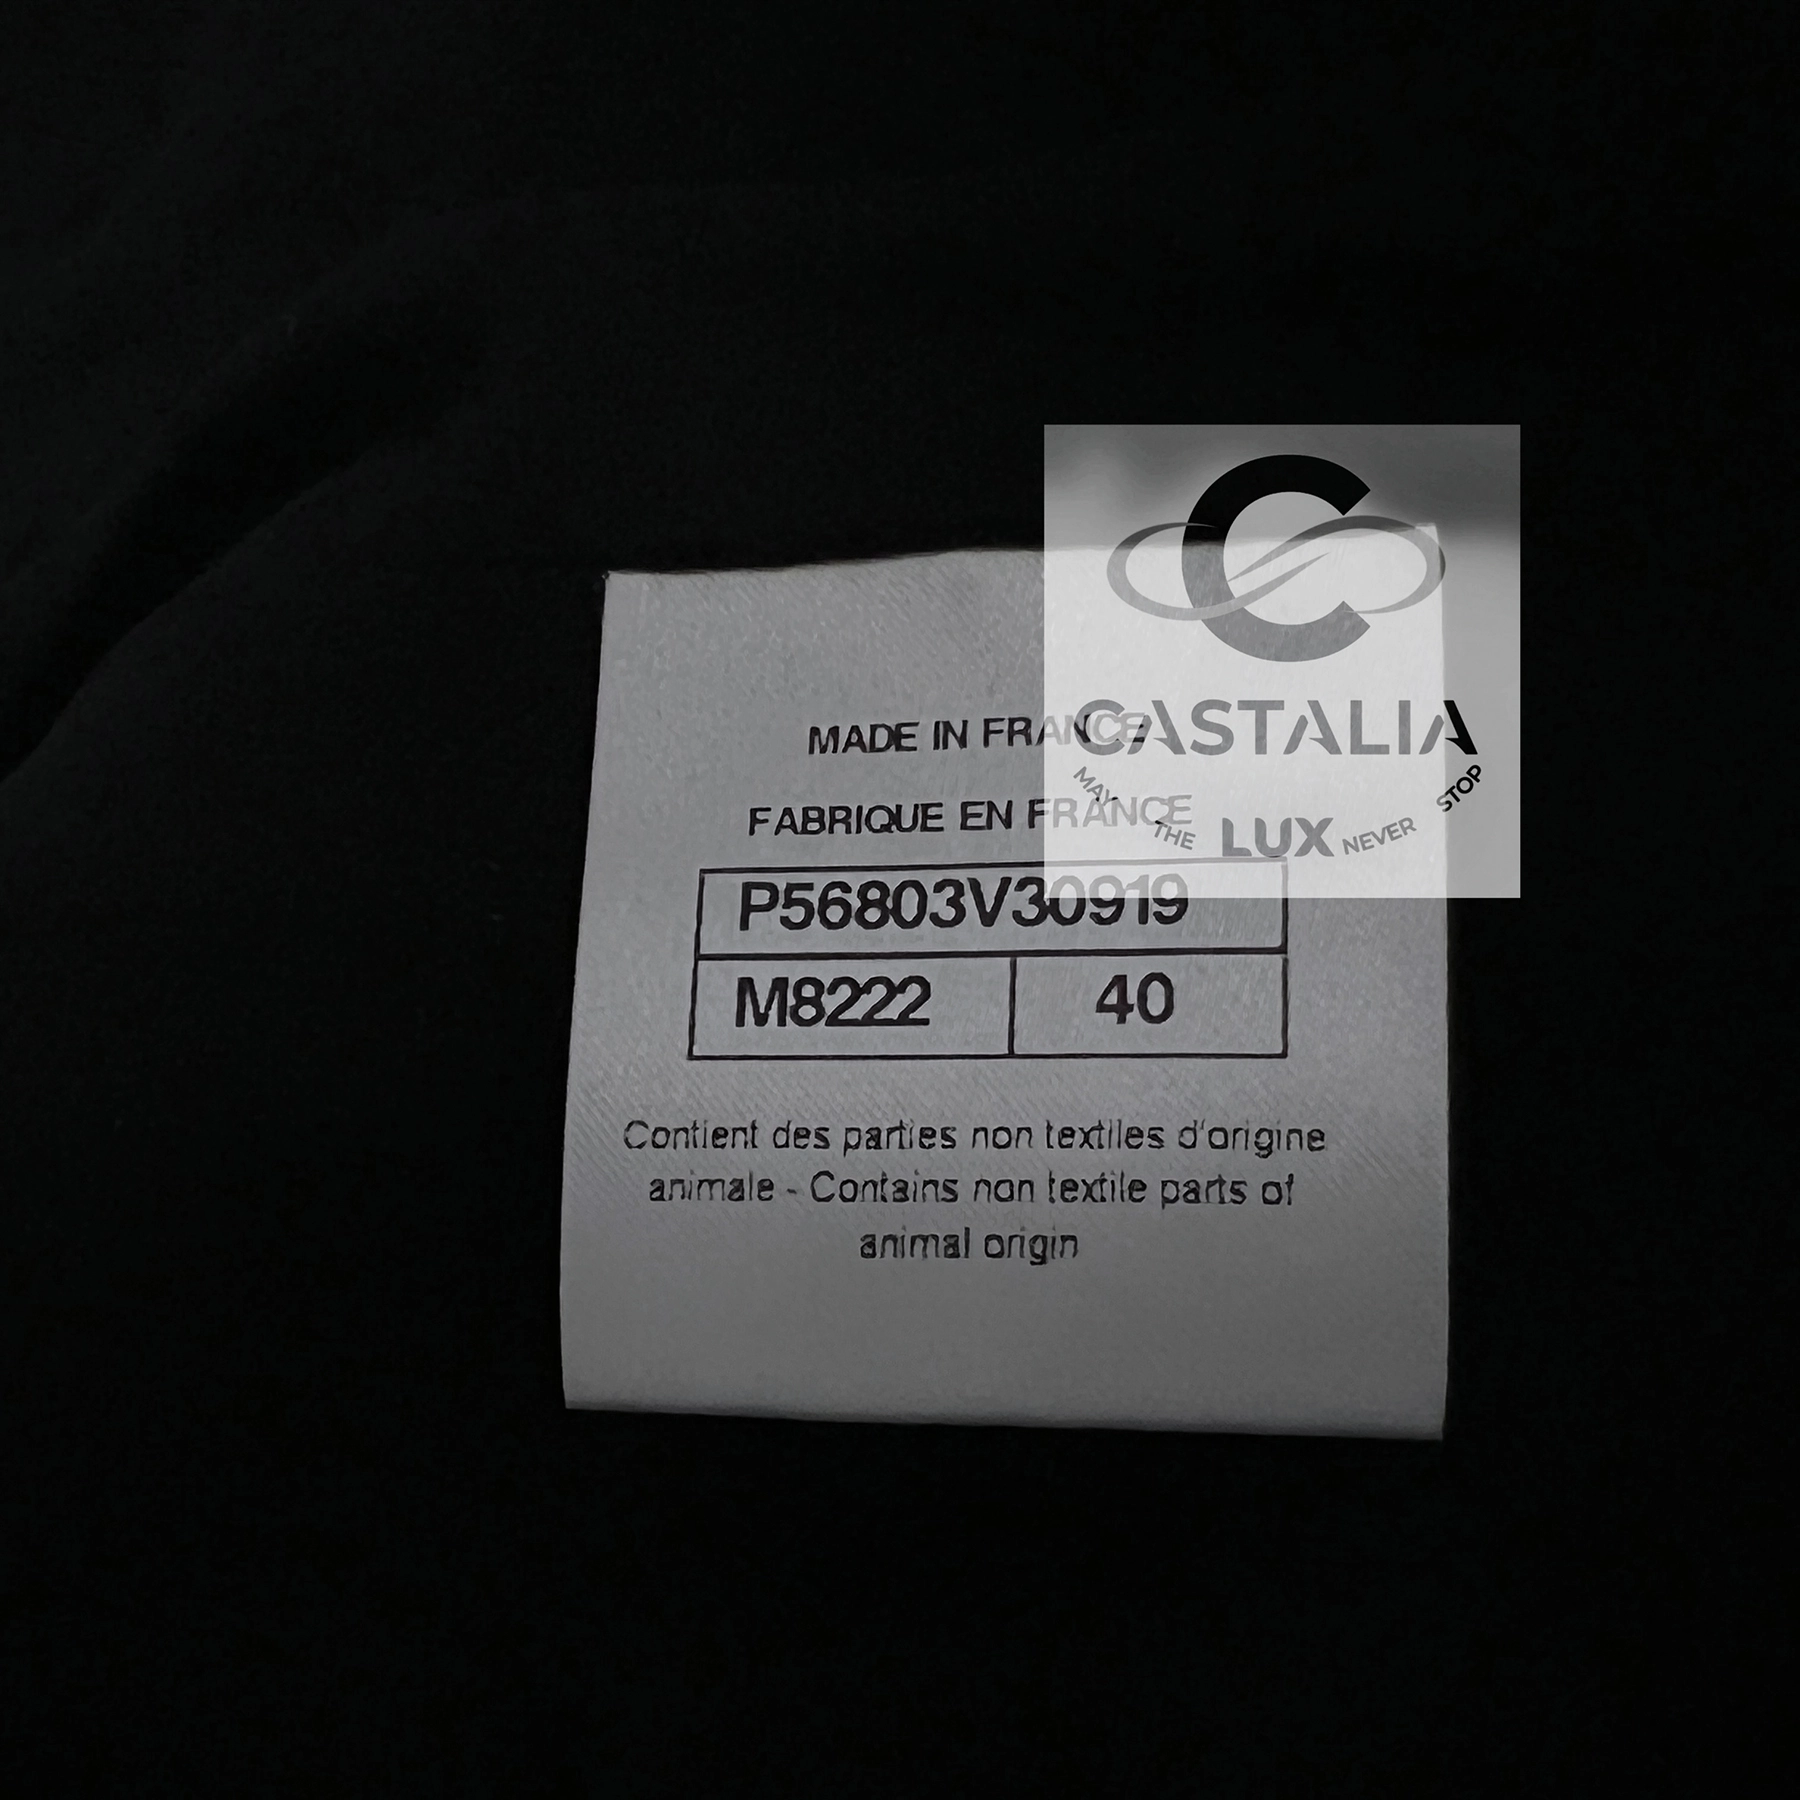 MADE IN FRANCE
FABRIQUE EN FRANCE
P56803V30919
M8222 40
Contient des parties non textiles d'origine
animale - Contains non textile parts of
animal origin
CASTALIA
MAY THE LUX NEVER STOP